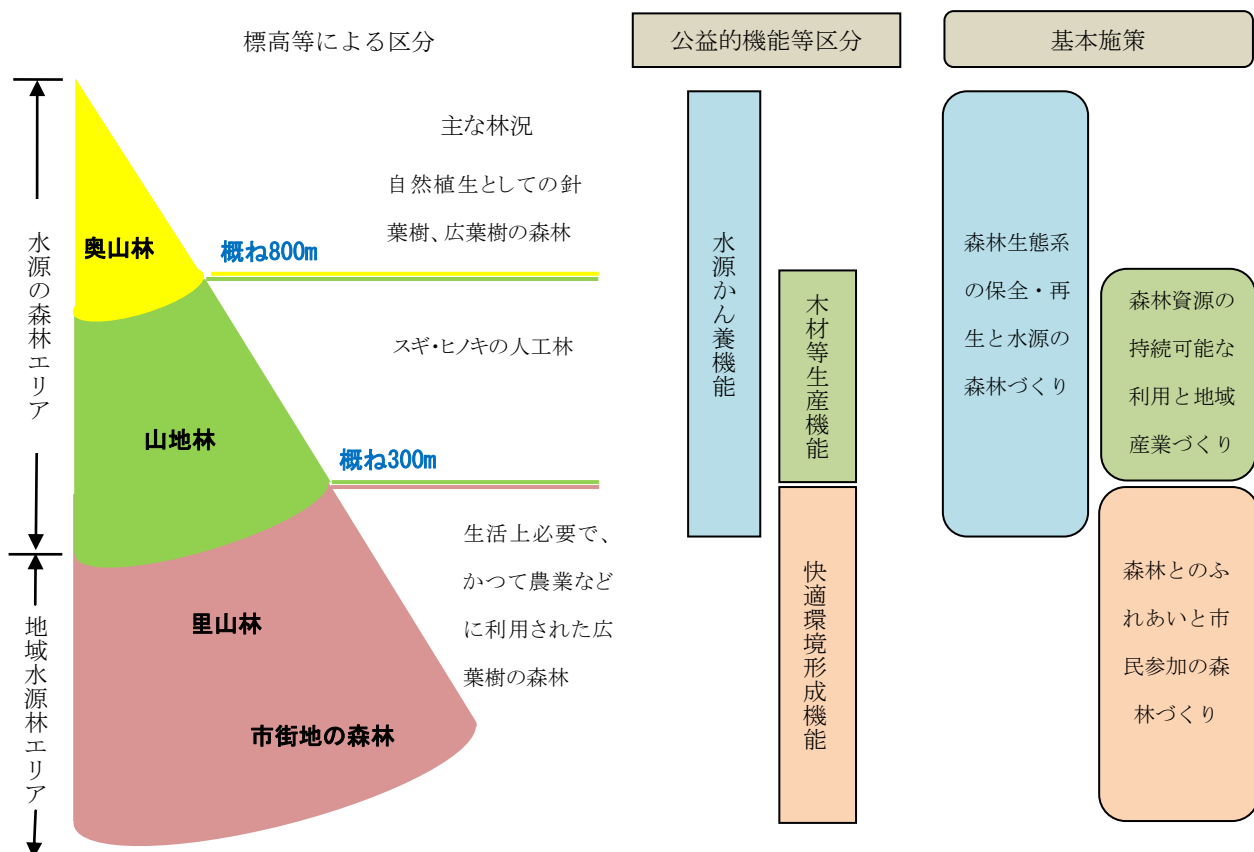 標高等による区分
公益的機能等区分
基本施策
水源の森林エリア
地域水源林エリア
奥山林
山地林
里山林
市街地の森林
概ね800m
概ね300m
主な林況
自然植生としての針
葉樹、広葉樹の森林
スギ・ヒノキの人工林
生活上必要で、
かつて農業など
に利用された広
葉樹の森林
水源かん養機能
木材等生産機能
快適環境形成機能
森林生態系
の保全・再
生と水源の
森林づくり
森林資源の
持続可能な
利用と地域
産業づくり
森林とのふ
れあいと市
民参加の森
林づくり